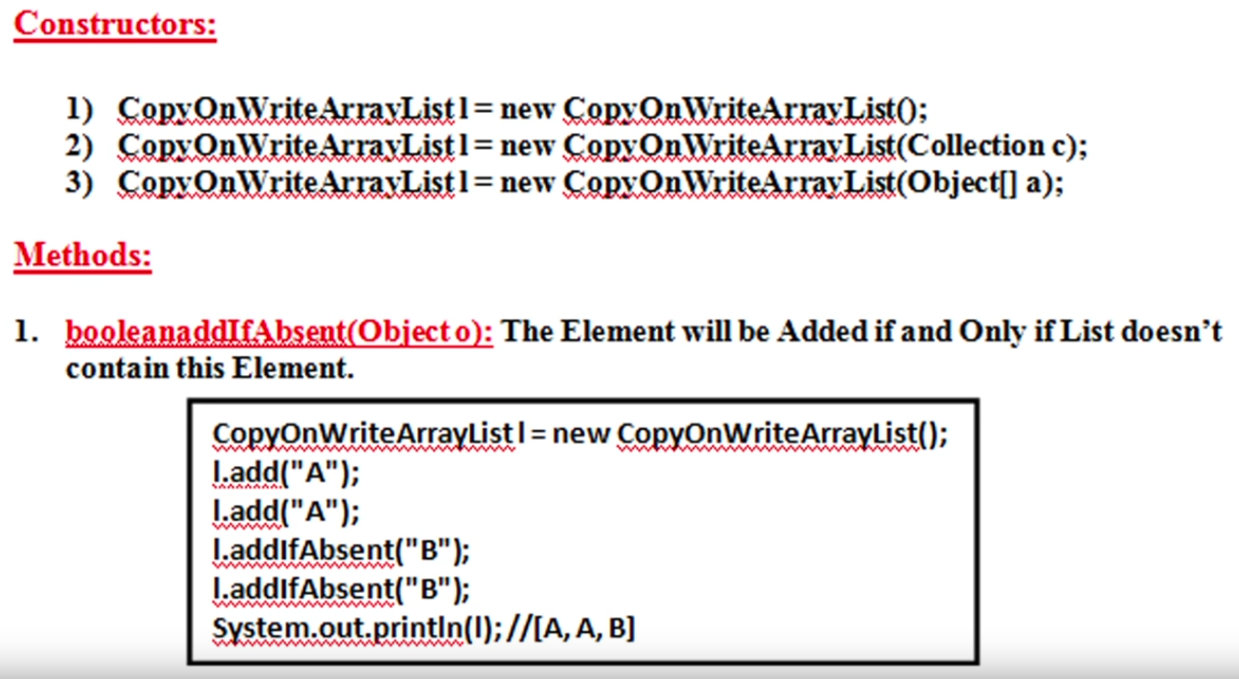 Constructors:
1) CopyOnWriteArrayList l = new CopyOnWriteArrayList();
2) CopyOnWriteArrayList l = new CopyOnWriteArrayList(Collection c);
3) CopyOnWriteArrayList l = new CopyOnWriteArrayList(Object[] a);
Methods:
1. booleanaddIfAbsent(Object o): The Element will be Added if and Only if List doesn’t
contain this Element.
CopyOnWriteArrayList l = new CopyOnWriteArrayList();
l.add("A");
l.add("A");
l.addIfAbsent("B");
l.addIfAbsent("B");
System.out.println(l); //[A, A, B]